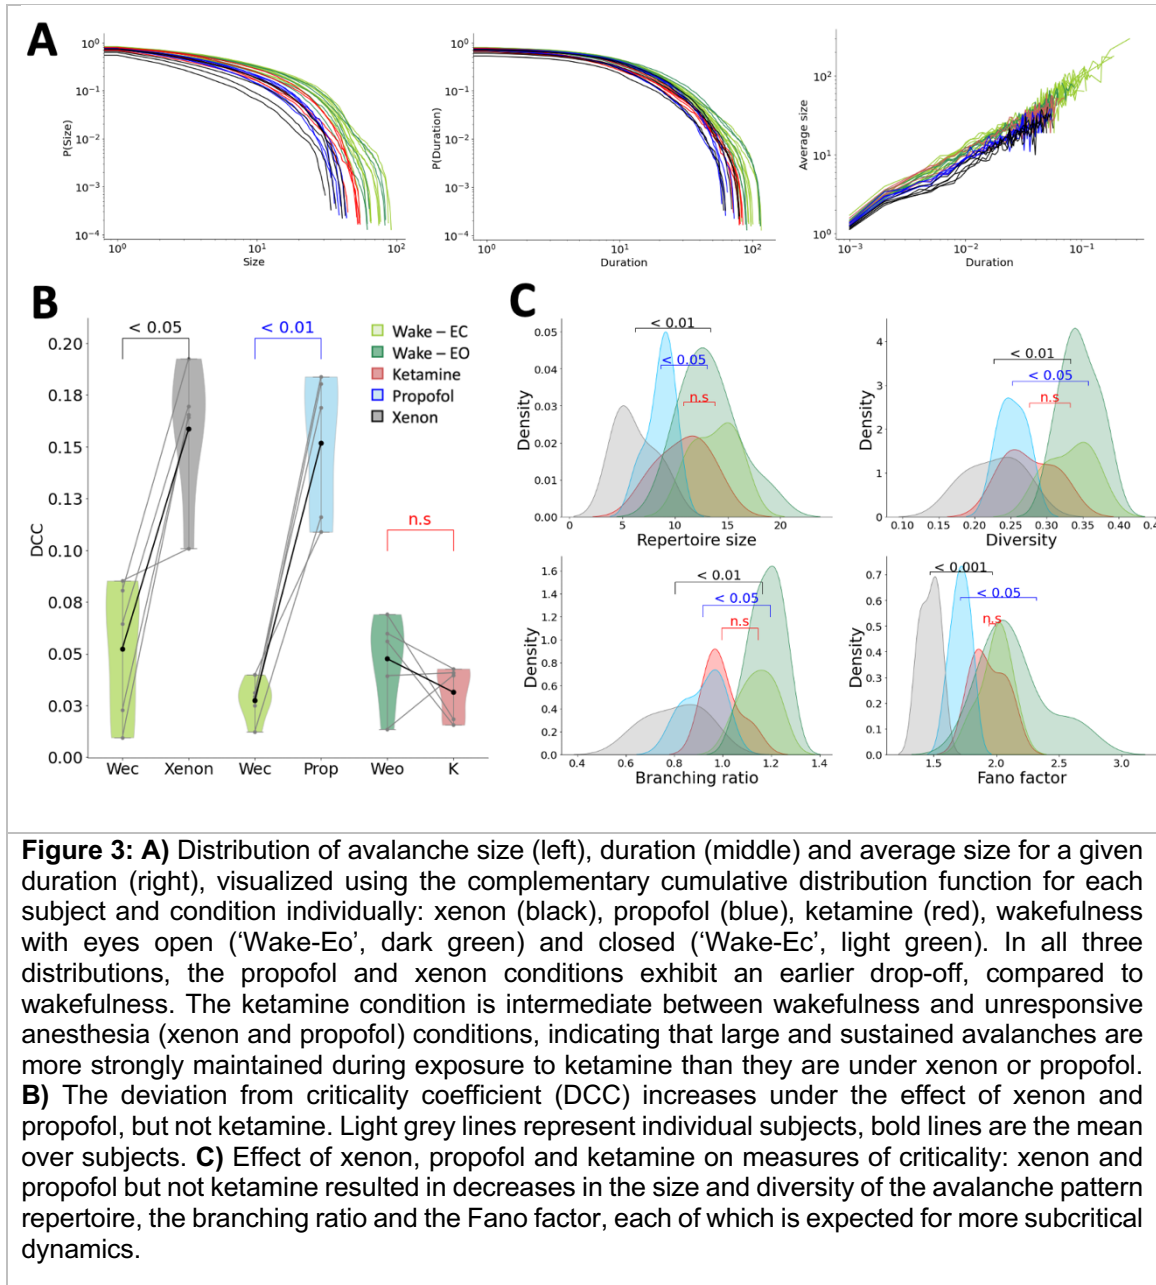 A
10⁰
10⁻¹
10⁻²
10⁻³
10⁻⁴
P(Size)
10⁰ 10¹ 10²
Size
10⁰
10⁻¹
10⁻²
10⁻³
10⁻⁴
P(Duration)
10⁰ 10¹ 10²
Duration
10²
10¹
10⁰
Average size
10⁻³ 10⁻² 10⁻¹
Duration
B
< 0.05
< 0.01
n.s
0.20
0.18
0.15
0.13
0.10
0.08
0.05
0.03
0.00
DCC
Wec Xenon Wec Prop Weo K
Wake – EC
Wake – EO
Ketamine
Propofol
Xenon
C
0.05
0.04
0.03
0.02
0.01
0.00
Density
< 0.01
< 0.05
n.s
0 5 10 15 20
Repertoire size
4
3
2
1
0
Density
< 0.01
< 0.05
n.s
0.10 0.15 0.20 0.25 0.30 0.35 0.40 0.4
Diversity
1.6
1.4
1.2
1.0
0.8
0.6
0.4
0.2
0.0
Density
< 0.01
< 0.05
n.s
0.4 0.6 0.8 1.0 1.2 1.4
Branching ratio
0.7
0.6
0.5
0.4
0.3
0.2
0.1
0.0
Density
< 0.001
< 0.05
n.s
1.5 2.0 2.5 3.0
Fano factor
Figure 3: A) Distribution of avalanche size (left), duration (middle) and average size for a given
duration (right), visualized using the complementary cumulative distribution function for each
subject and condition individually: xenon (black), propofol (blue), ketamine (red), wakefulness
with eyes open (‘Wake-Eo’, dark green) and closed (‘Wake-Ec’, light green). In all three
distributions, the propofol and xenon conditions exhibit an earlier drop-off, compared to
wakefulness. The ketamine condition is intermediate between wakefulness and unresponsive
anesthesia (xenon and propofol) conditions, indicating that large and sustained avalanches are
more strongly maintained during exposure to ketamine than they are under xenon or propofol.
B) The deviation from criticality coefficient (DCC) increases under the effect of xenon and
propofol, but not ketamine. Light grey lines represent individual subjects, bold lines are the mean
over subjects. C) Effect of xenon, propofol and ketamine on measures of criticality: xenon and
propofol but not ketamine resulted in decreases in the size and diversity of the avalanche pattern
repertoire, the branching ratio and the Fano factor, each of which is expected for more subcritical
dynamics.